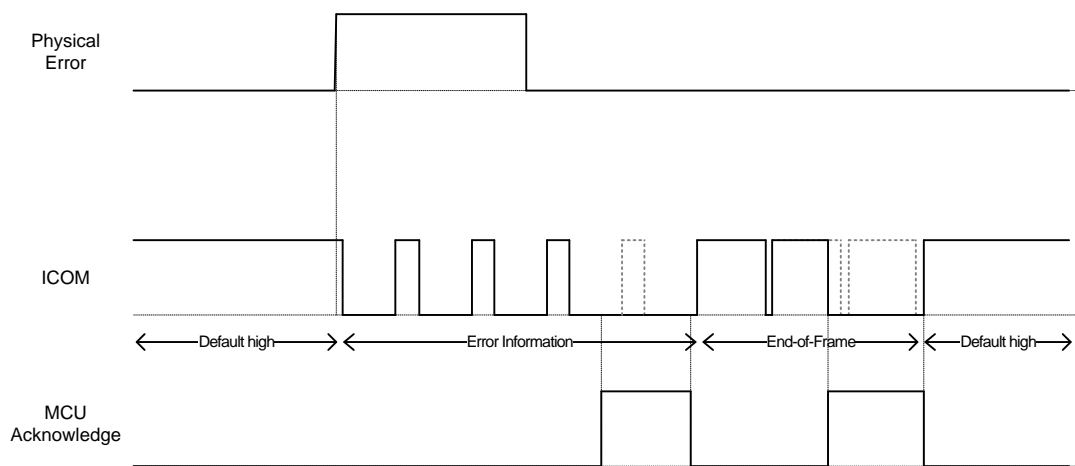 Physical
Error
ICOM
Default high
Error Information
End-of-Frame
Default high
MCU
Acknowledge